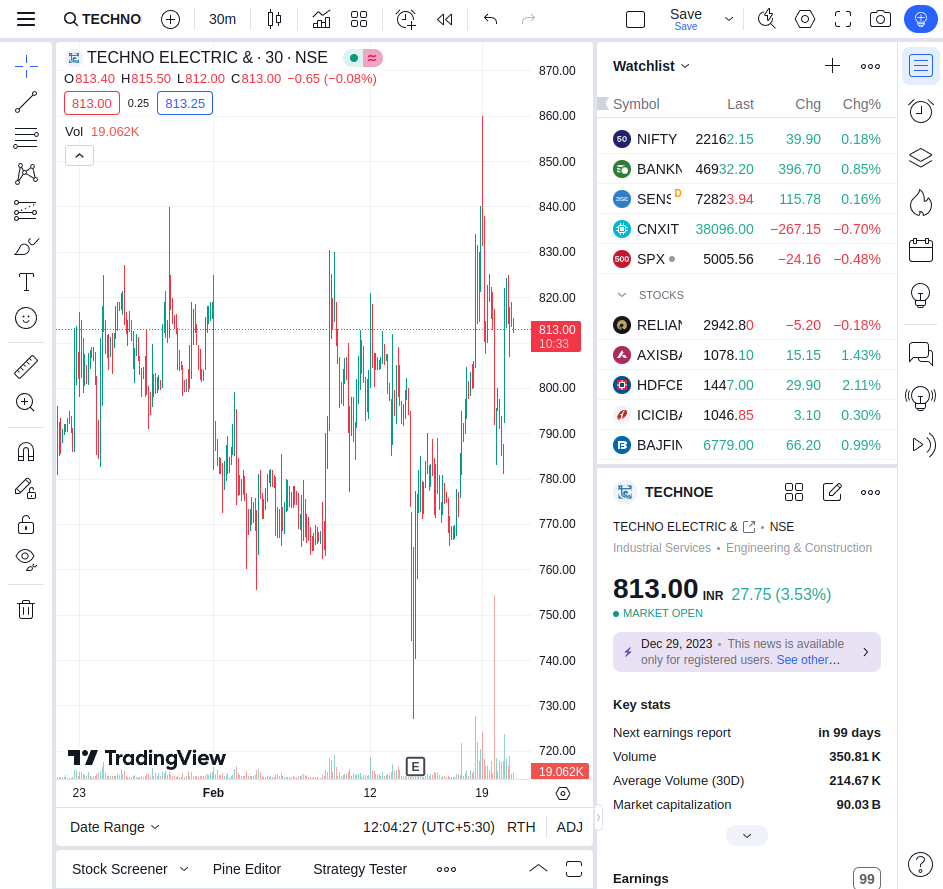 TECHNO
30m
Save
Save
TECHNO ELECTRIC & · 30 · NSE
O813.40 H815.50 L812.00 C813.00 −0.65 (−0.08%)
813.00 0.25 813.25
Vol 19.062K
870.00
860.00
850.00
840.00
830.00
820.00
813.00
10:33
800.00
790.00
780.00
770.00
760.00
750.00
740.00
730.00
720.00
19.062K
TradingView
E
23 Feb 12 19
Date Range
12:04:27 (UTC+5:30) RTH ADJ
Stock Screener Pine Editor Strategy Tester
Watchlist
Symbol Last Chg Chg%
50 NIFTY 22162.15 39.90 0.18%
BANKN 46932.20 396.70 0.85%
SENS D 72823.94 115.78 0.16%
CNXIT 38096.00 −267.15 −0.70%
500 SPX 5005.56 −24.16 −0.48%
STOCKS
RELIAN 2942.80 −5.20 −0.18%
AXISBA 1078.10 15.15 1.43%
HDFCB 1447.00 29.90 2.11%
ICICIBA 1046.85 3.10 0.30%
BAJFIN 6779.00 66.20 0.99%
TECHNOE
TECHNO ELECTRIC & • NSE
Industrial Services • Engineering & Construction
813.00 INR 27.75 (3.53%)
MARKET OPEN
Dec 29, 2023 • This news is available
only for registered users. See other…
Key stats
Next earnings report in 99 days
Volume 350.81 K
Average Volume (30D) 214.67 K
Market capitalization 90.03 B
Earnings 99